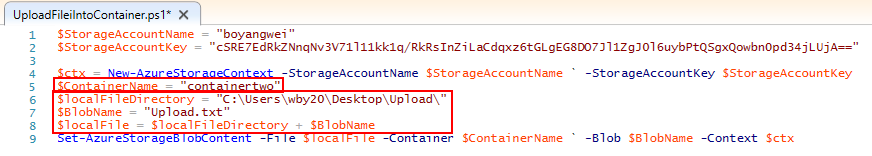 UploadFileIntoContainer.ps1*
1 $StorageAccountName = "boyangwei"
2 $StorageAccountKey = "cSRE7EdRkZNnqNv3V71l11kk1q/RkRsInZiLaCdqxz6tGLgEG8DO7Jl1ZgJ0l6uybPtQSgxQowbn0pd34jLUjA=="
3
4 $ctx = New-AzureStorageContext -StorageAccountName $StorageAccountName ` -StorageAccountKey $StorageAccountKey
5 $ContainerName = "containertwo"
6 $localFileDirectory = "C:\Users\wby20\Desktop\Upload\"
7 $BlobName = "Upload.txt"
8 $localFile = $localFileDirectory + $BlobName
9 Set-AzureStorageBlobContent -File $localFile -Container $ContainerName ` -Blob $BlobName -Context $ctx